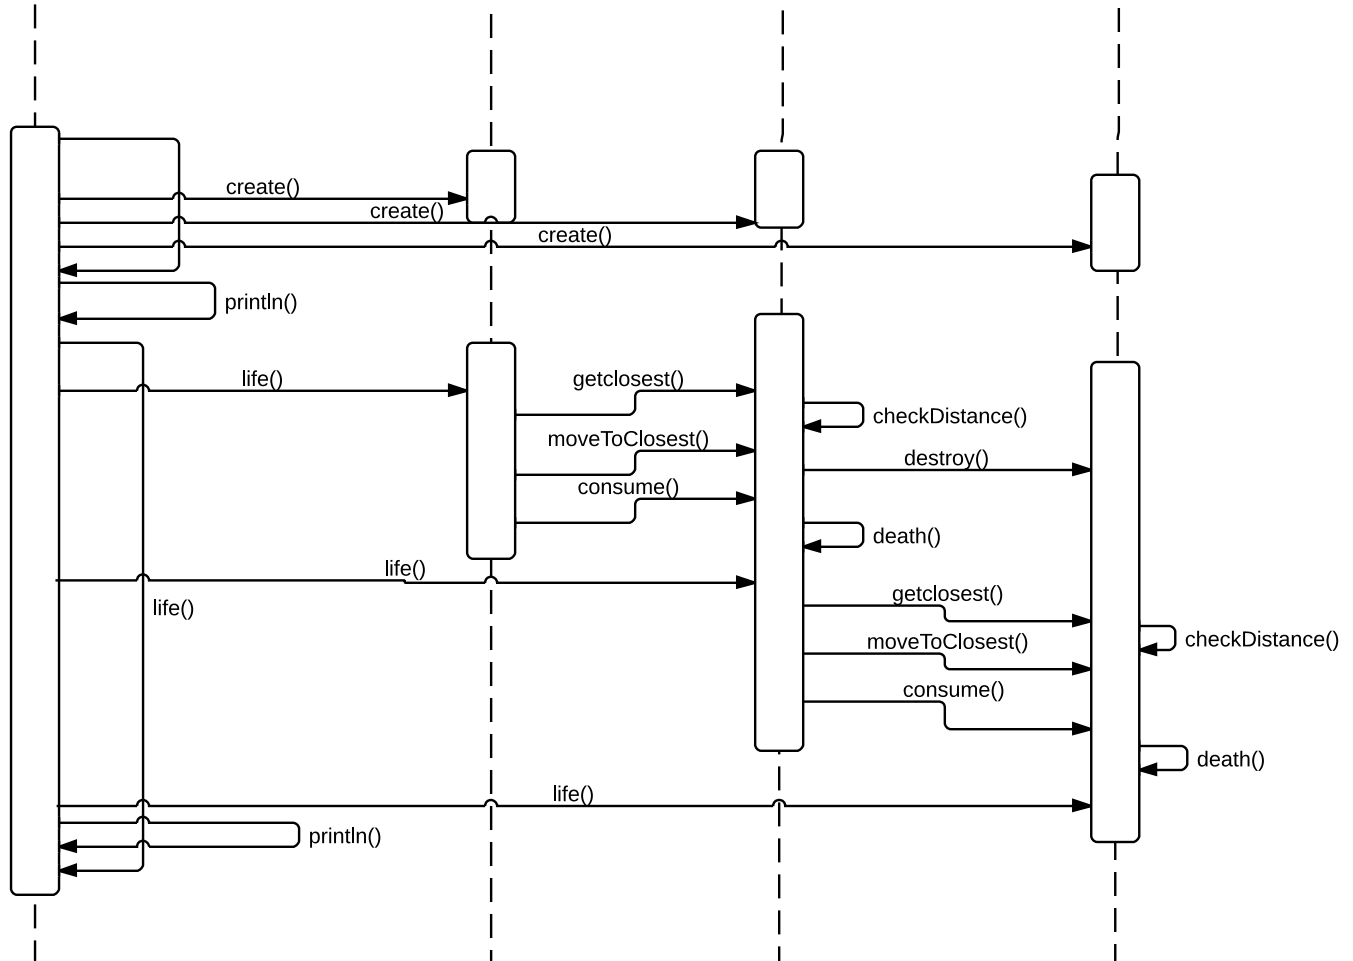 create()
create()
create()
println()
life()
getclosest()
checkDistance()
moveToClosest()
destroy()
consume()
death()
life()
getclosest()
life()
checkDistance()
moveToClosest()
consume()
death()
life()
println()